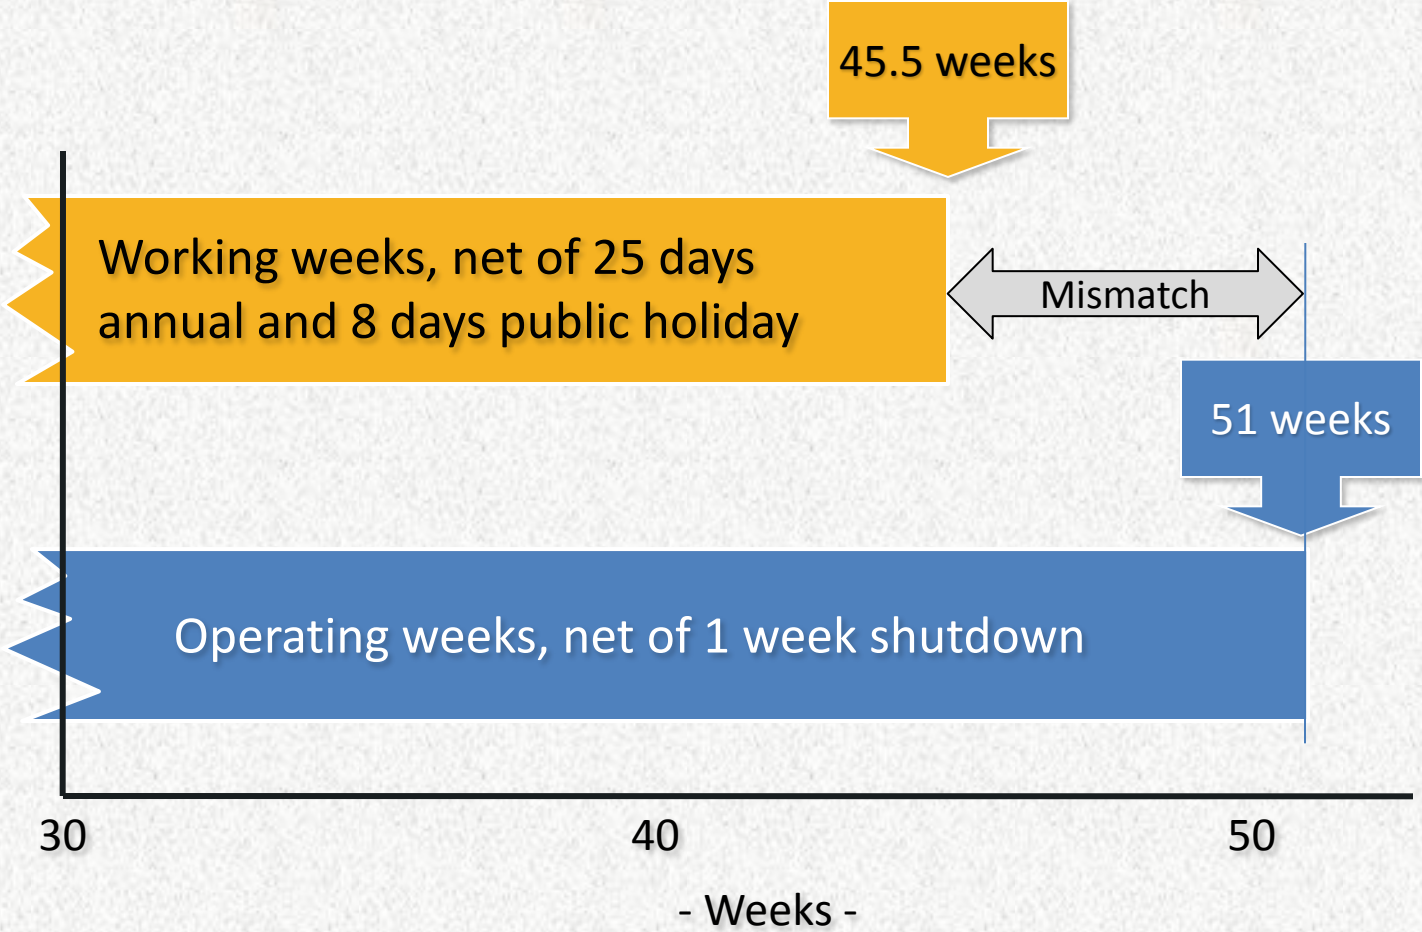 45.5 weeks
Working weeks, net of 25 days
annual and 8 days public holiday
Mismatch
51 weeks
Operating weeks, net of 1 week shutdown
30 40 50
- Weeks -